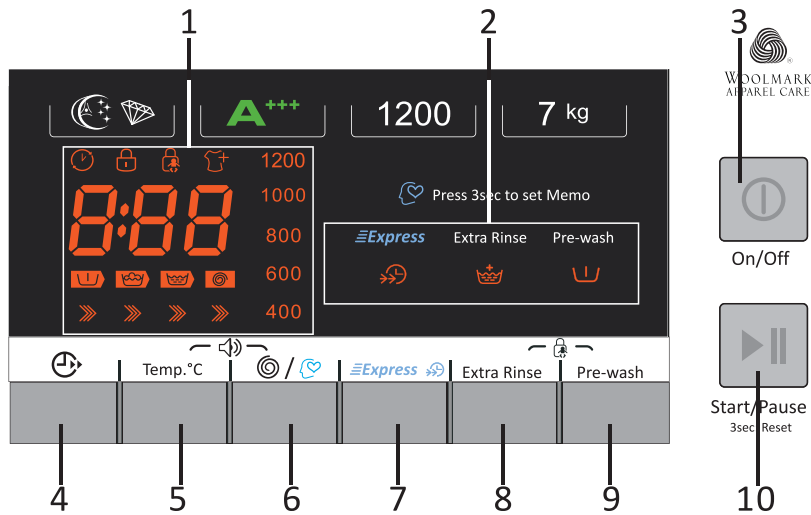 1
2
3
WOOLMARK
APPAREL CARE
A+++
1200
7 kg
1200
8:88
1000
Press 3sec to set Memo
800
Express
Extra Rinse
Pre-wash
600
400
On/Off
Temp.°C
/
Express
Extra Rinse
Pre-wash
Start/Pause
3sec. Reset
4
5
6
7
8
9
10